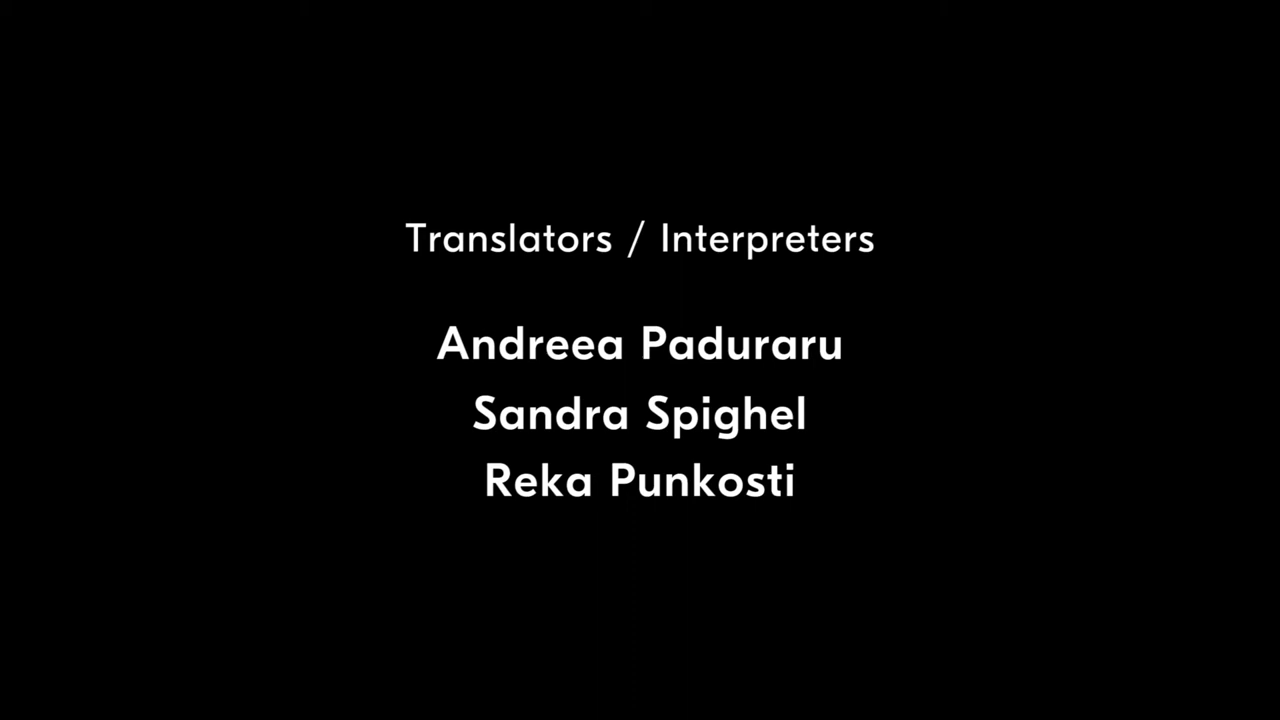 Translators / Interpreters
Andreea Paduraru
Sandra Spighel
Reka Punkosti